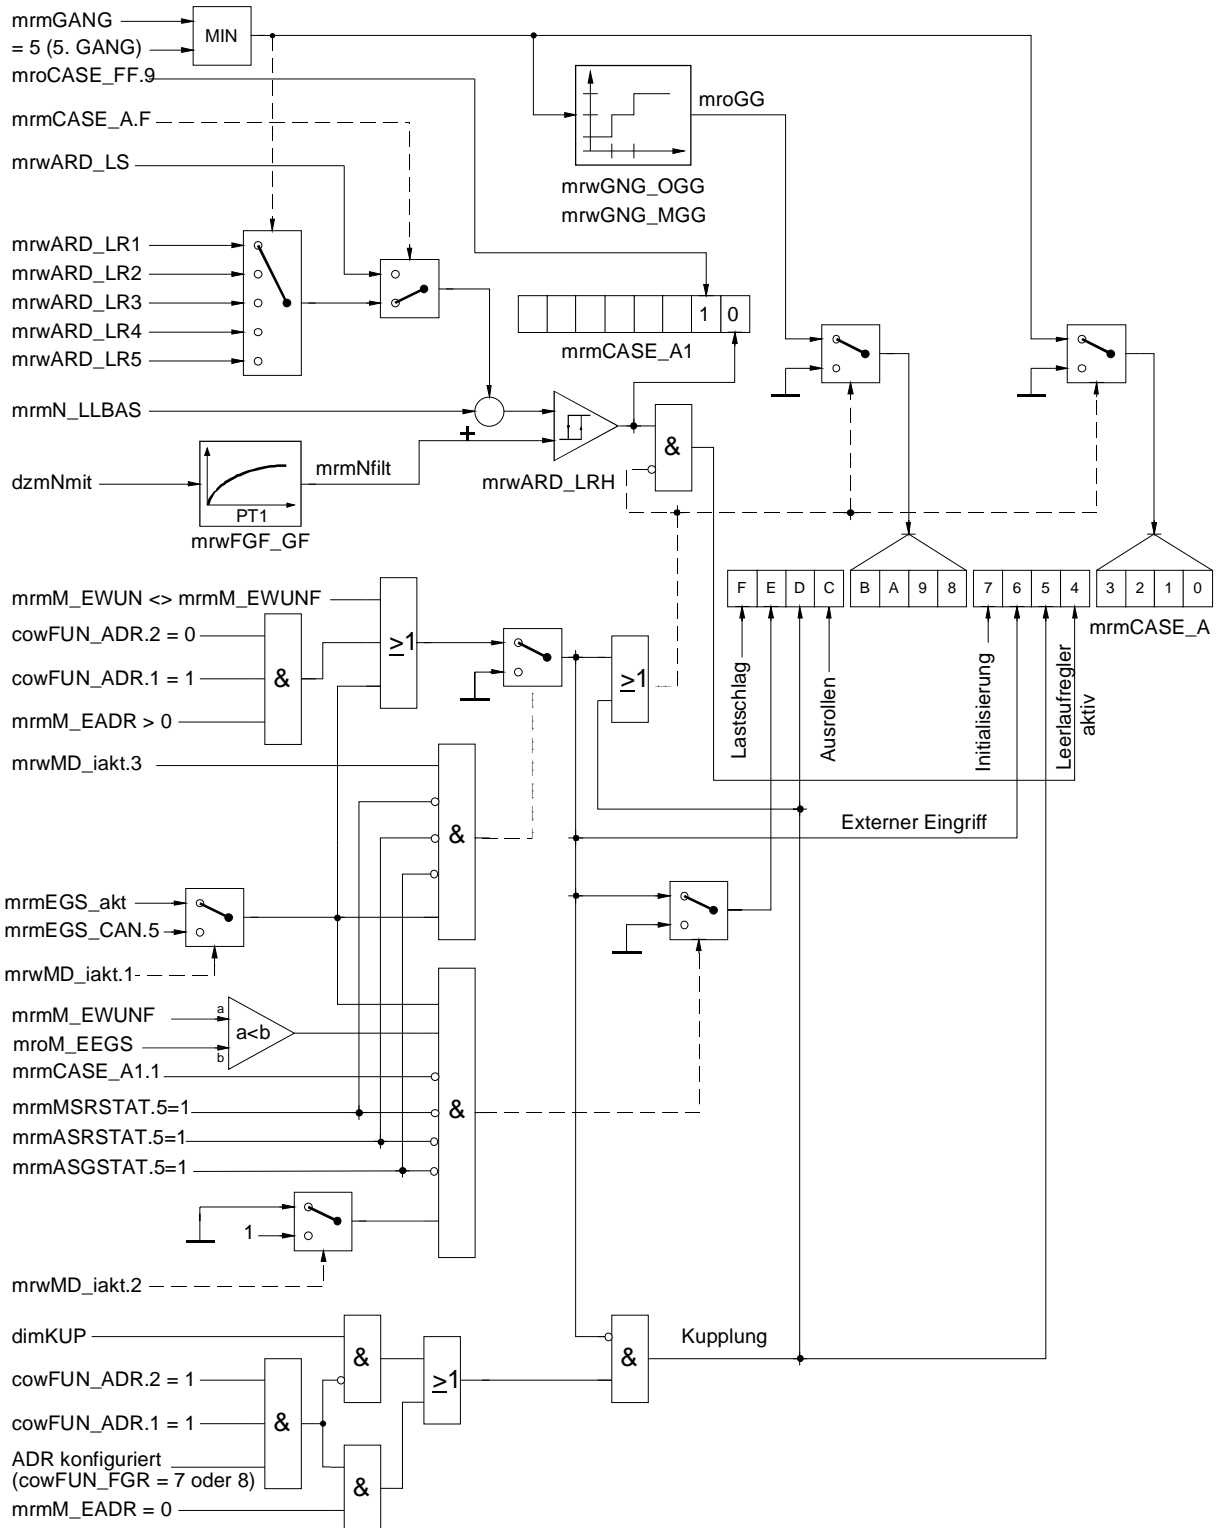 mrmGANG
= 5 (5. GANG)
MIN
mroCASE_FF.9
mroGG
mrmCASE_A.F
mrwARD_LS
mrwGNG_OGG
mrwGNG_MGG
mrwARD_LR1
mrwARD_LR2
mrwARD_LR3
mrwARD_LR4
mrwARD_LR5
1 0
mrmCASE_A1
mrmN_LLBAS
+
&
mrwARD_LRH
dzmNmit
PT1
mrmNfilt
mrwFGF_GF
F E D C B A 9 8 7 6 5 4 3 2 1 0
mrmCASE_A
Lastschlag
Ausrollen
Initialisierung
Leerlaufregler
aktiv
mrmM_EWUN <> mrmM_EWUNF
cowFUN_ADR.2 = 0
cowFUN_ADR.1 = 1
mrmM_EADR > 0
&
≥1
≥1
mrwMD_iakt.3
&
Externer Eingriff
mrmEGS_akt
mrmEGS_CAN.5
mrwMD_iakt.1
mrmM_EWUNF
mroM_EEGS
a
b
a<b
mrmCASE_A1.1
mrmMSRSTAT.5=1
mrmASRSTAT.5=1
mrmASGSTAT.5=1
&
1
mrwMD_iakt.2
dimKUP
cowFUN_ADR.2 = 1
cowFUN_ADR.1 = 1
ADR konfiguriert
(cowFUN_FGR = 7 oder 8)
mrmM_EADR = 0
&
&
&
≥1
&
Kupplung